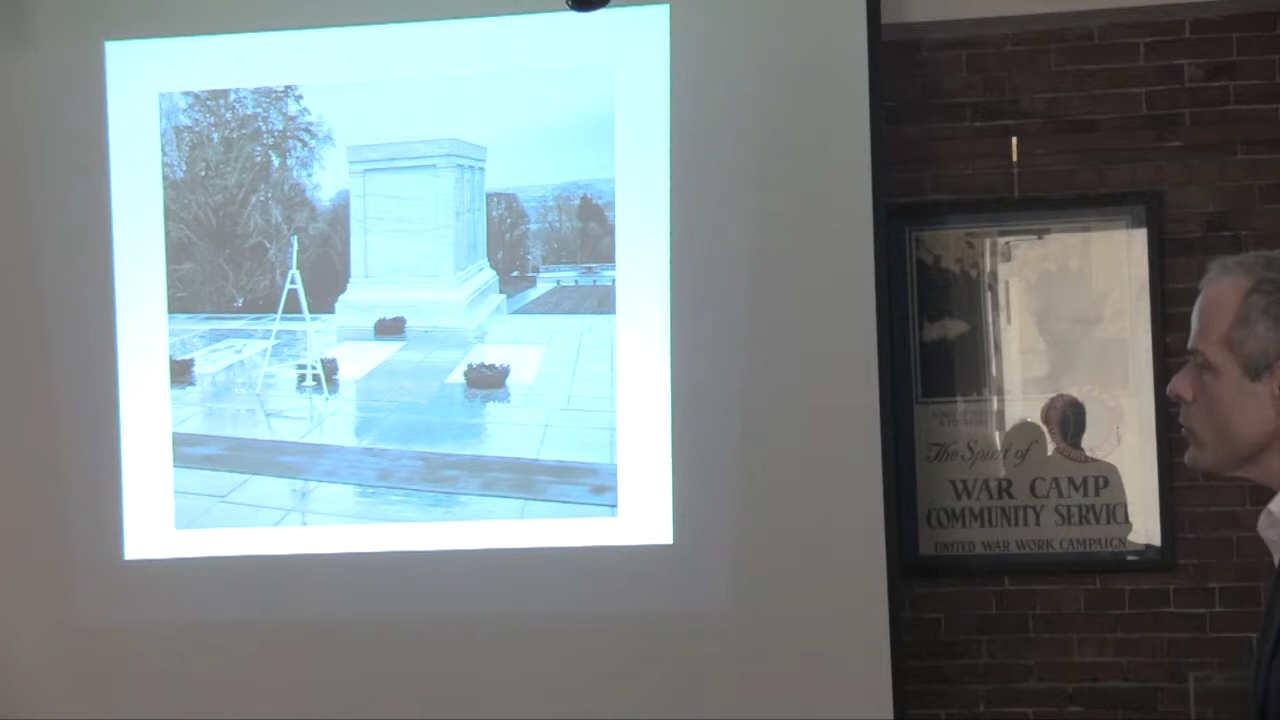 The Spirit of
WAR CAMP
COMMUNITY SERVICE
UNITED WAR WORK CAMPAIGN